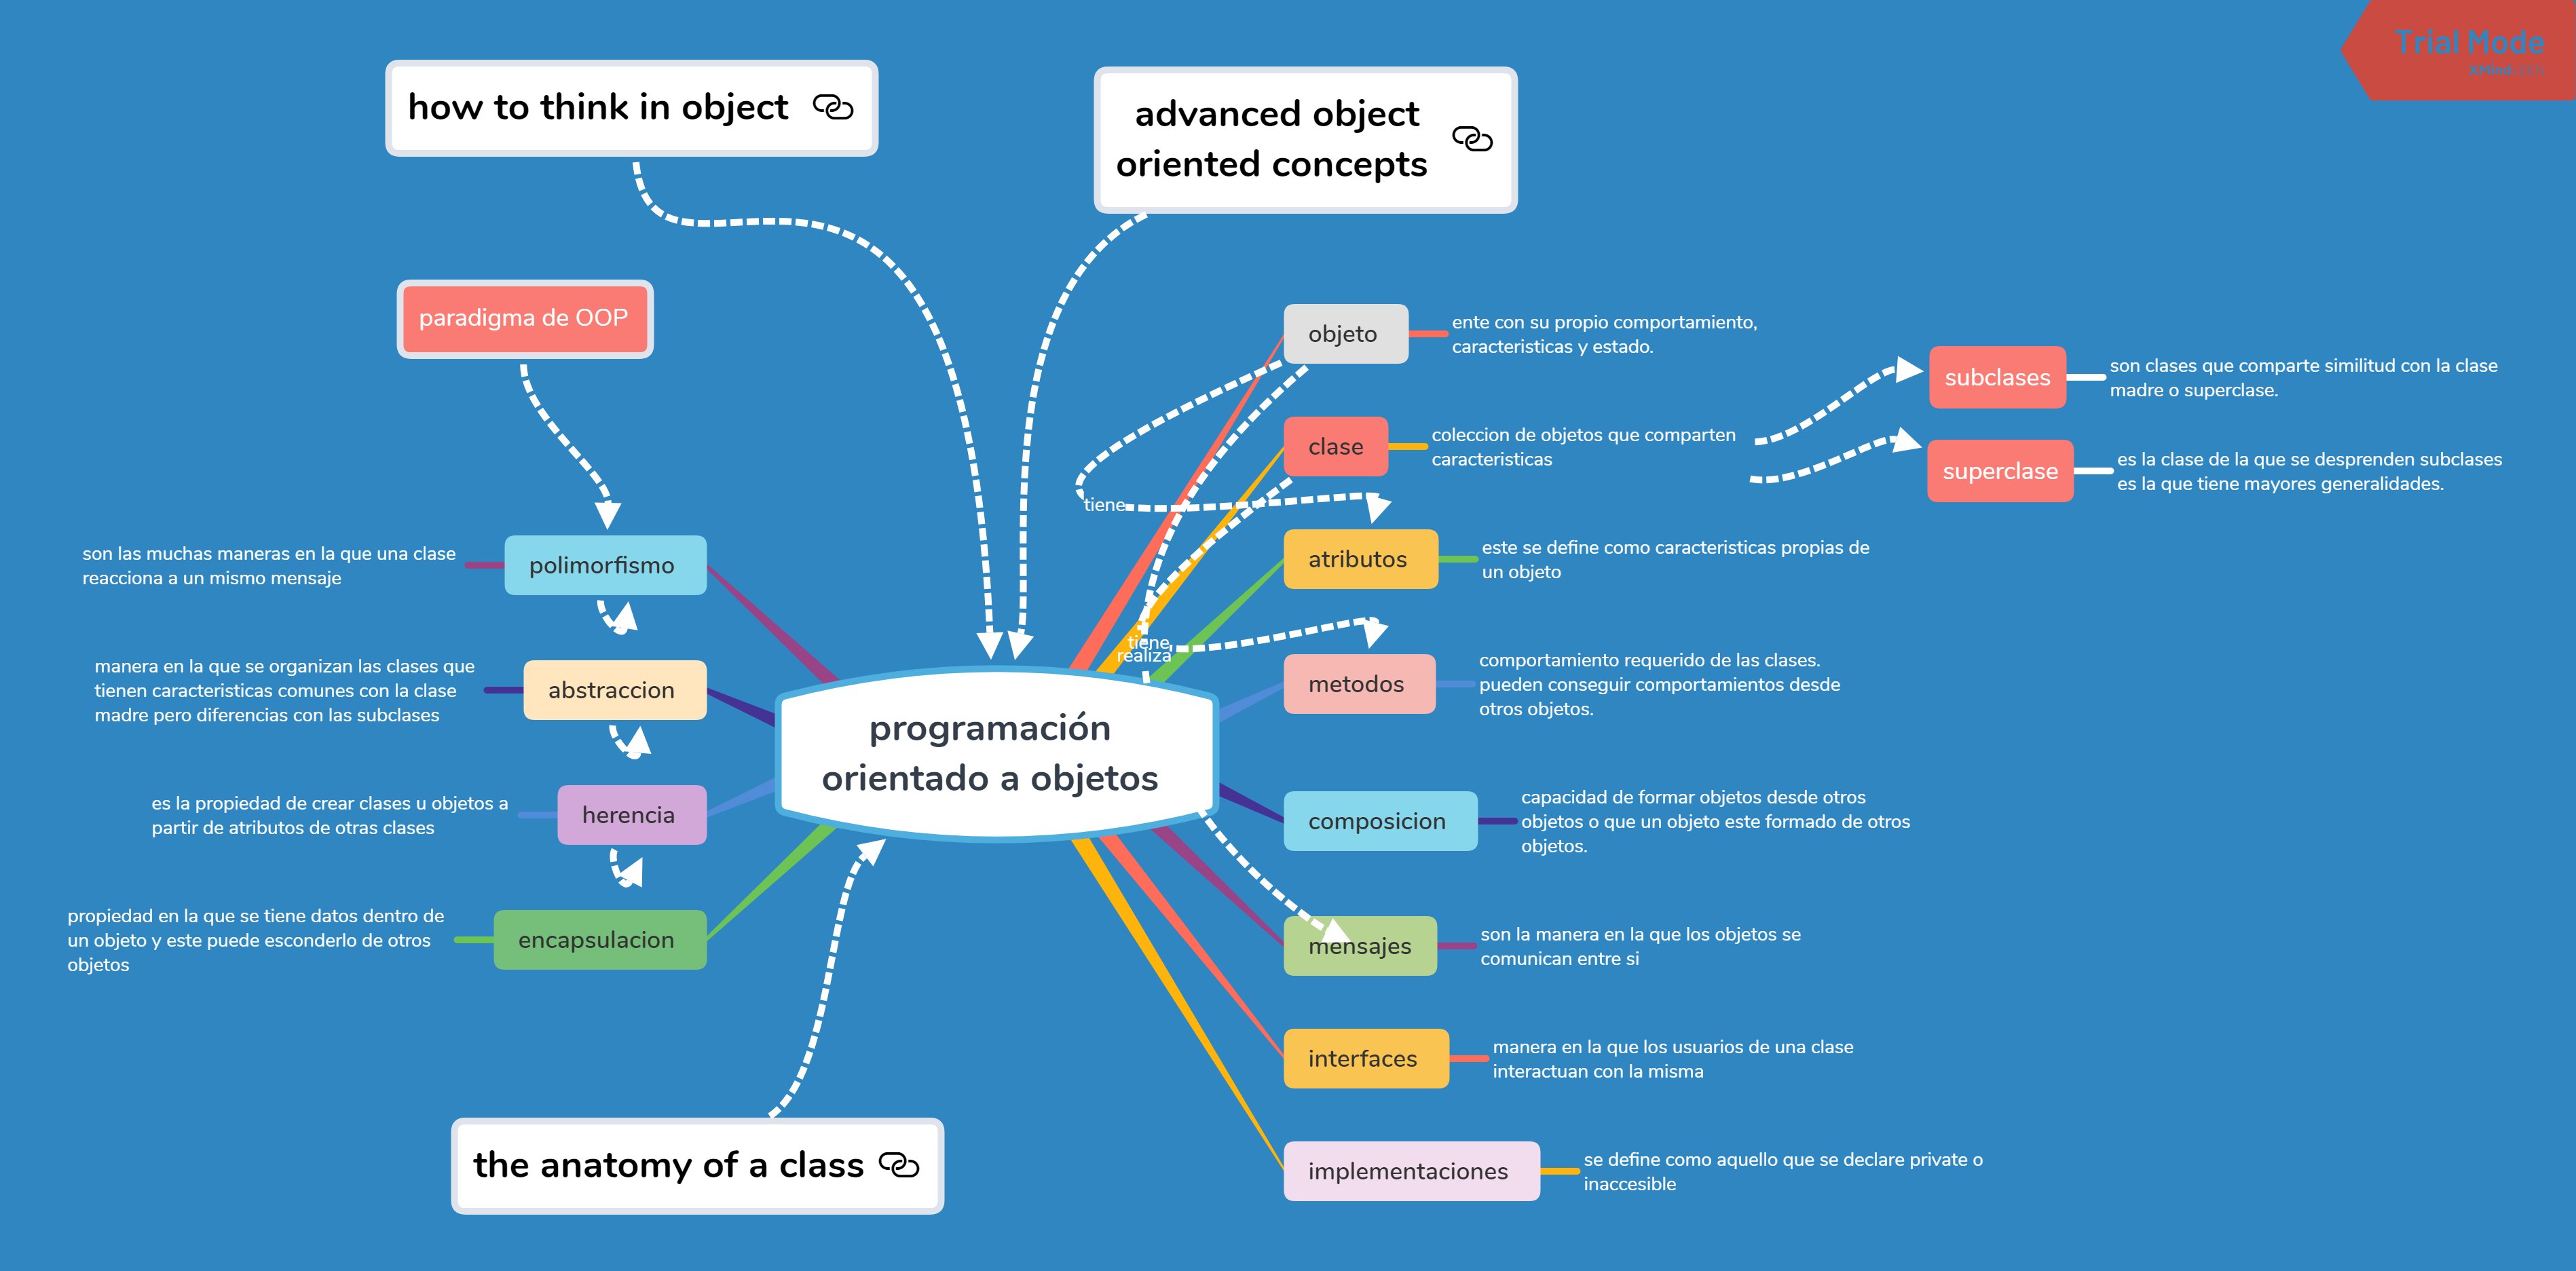 Trial Mode
XMind:ZEN
how to think in object
advanced object
oriented concepts
paradigma de OOP
polimorfismo
son las muchas maneras en la que una clase
reacciona a un mismo mensaje
abstraccion
manera en la que se organizan las clases que
tienen caracteristicas comunes con la clase
madre pero diferencias con las subclases
herencia
es la propiedad de crear clases u objetos a
partir de atributos de otras clases
encapsulacion
propiedad en la que se tiene datos dentro de
un objeto y este puede esconderlo de otros
objetos
the anatomy of a class
programación
orientado a objetos
objeto
ente con su propio comportamiento,
caracteristicas y estado.
clase
coleccion de objetos que comparten
caracteristicas
subclases
son clases que comparte similitud con la clase
madre o superclase.
superclase
es la clase de la que se desprenden subclases
es la que tiene mayores generalidades.
tiene
atributos
este se define como caracteristicas propias de
un objeto
tiene
realiza
metodos
comportamiento requerido de las clases.
pueden conseguir comportamientos desde
otros objetos.
composicion
capacidad de formar objetos desde otros
objetos o que un objeto este formado de otros
objetos.
mensajes
son la manera en la que los objetos se
comunican entre si
interfaces
manera en la que los usuarios de una clase
interactuan con la misma
implementaciones
se define como aquello que se declare private o
inaccesible